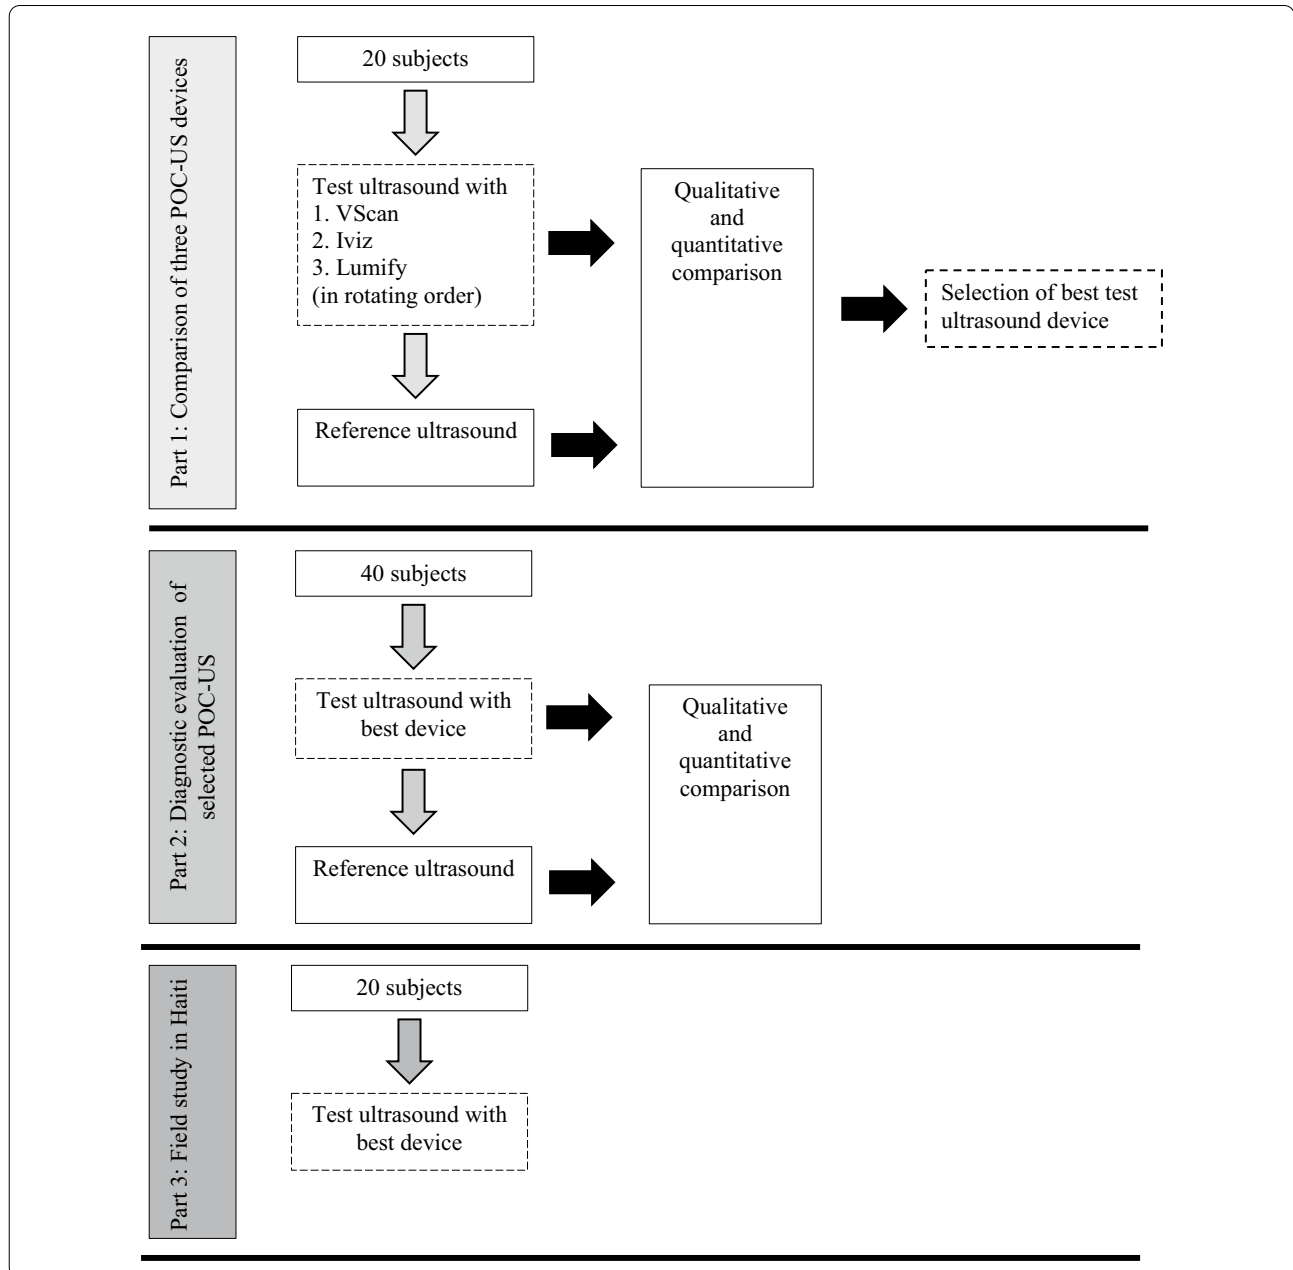 Part 1: Comparison of three POC-US devices
20 subjects
Test ultrasound with
1. VScan
2. Iviz
3. Lumify
(in rotating order)
Reference ultrasound
Qualitative
and
quantitative
comparison
Selection of best test
ultrasound device
Part 2: Diagnostic evaluation of
selected POC-US
40 subjects
Test ultrasound with
best device
Reference ultrasound
Qualitative
and
quantitative
comparison
Part 3: Field study in Haiti
20 subjects
Test ultrasound with
best device